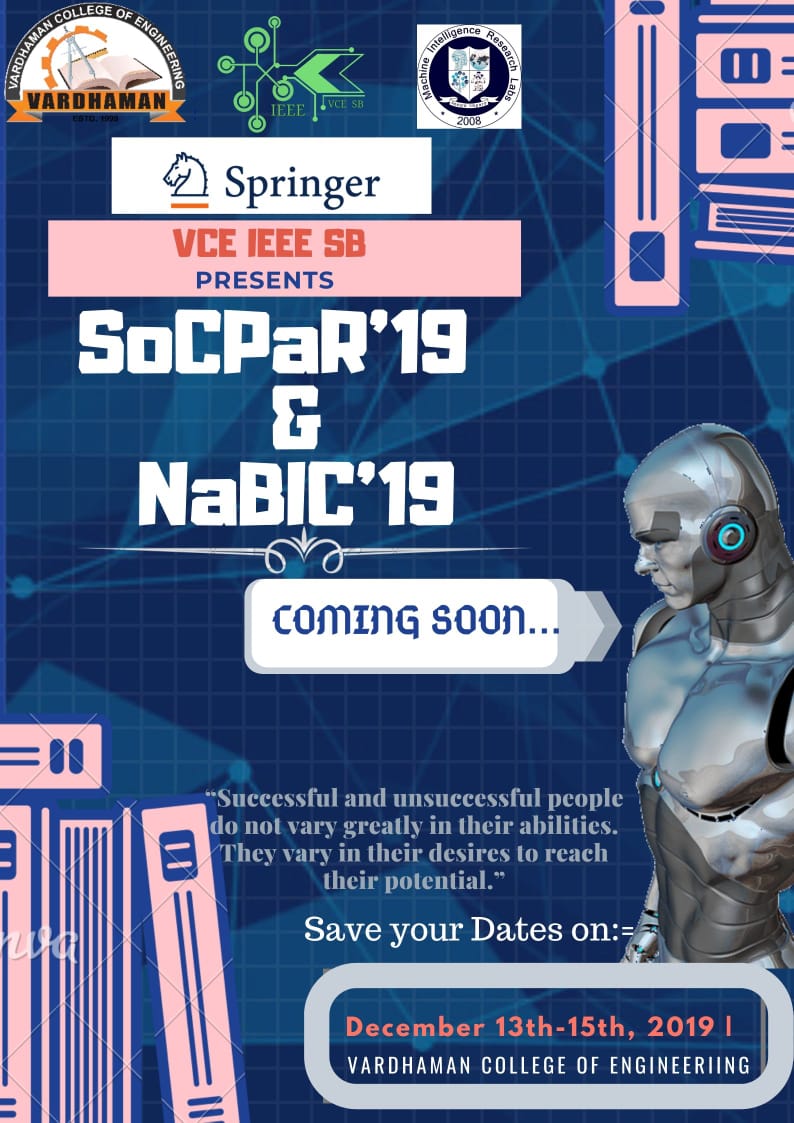 VARDHAMAN COLLEGE OF ENGINEERING
VARDHAMAN
ESTD. 1999
IEEE
VCE SB
Machine Intelligence Research Labs
2008
Springer
VCE IEEE SB
PRESENTS
SoCPaR'19
&
NaBIC'19
COMING SOON...
“Successful and unsuccessful people
do not vary greatly in their abilities.
They vary in their desires to reach
their potential.”
Save your Dates on:=
December 13th-15th, 2019 |
VARDHAMAN COLLEGE OF ENGINEERIING
nva